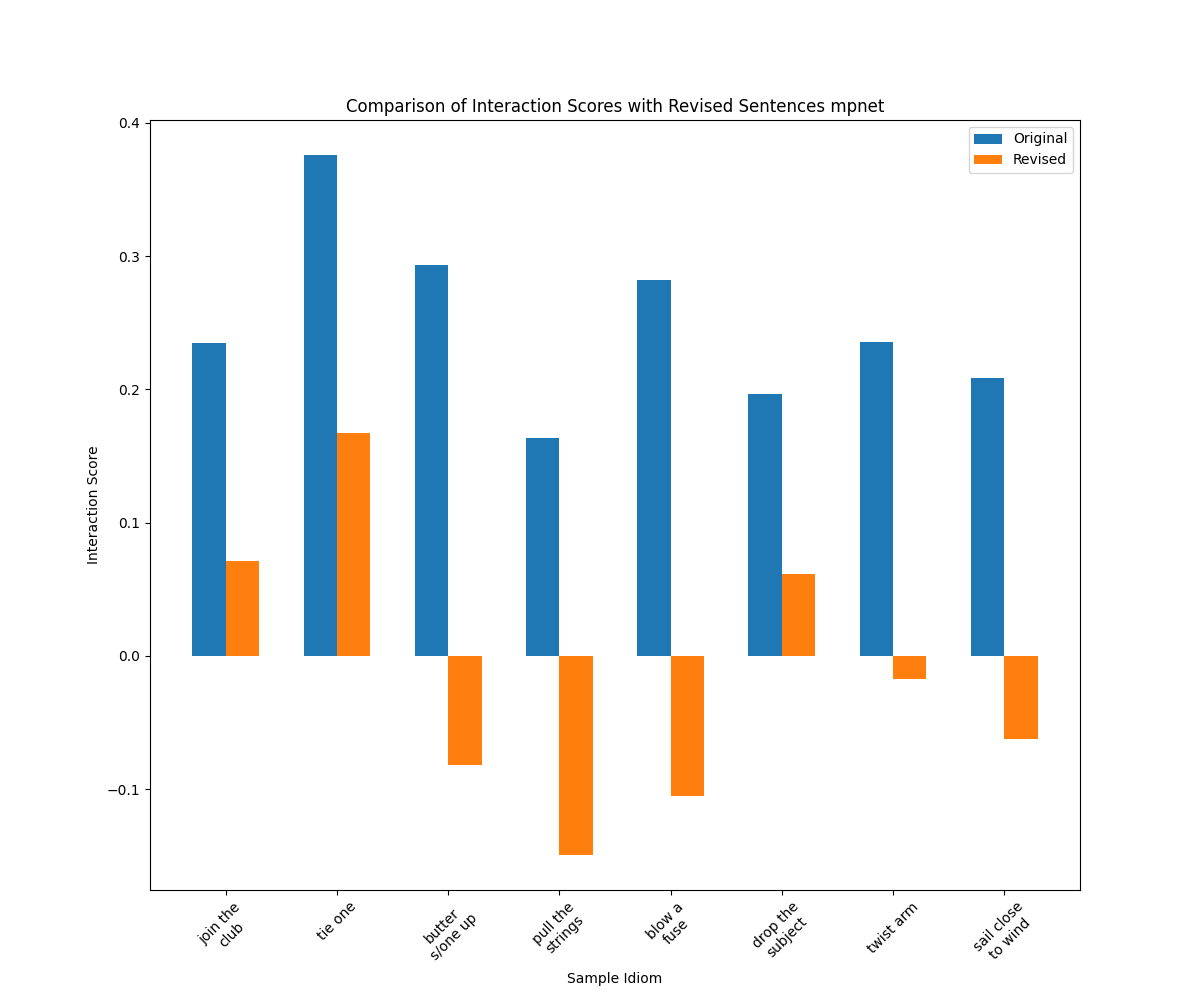 Comparison of Interaction Scores with Revised Sentences mpnet
Original
Revised
0.4
0.3
0.2
0.1
0.0
−0.1
Interaction Score
join the
club
tie one
butter
s/one up
pull the
strings
blow a
fuse
drop the
subject
twist arm
sail close
to wind
Sample Idiom